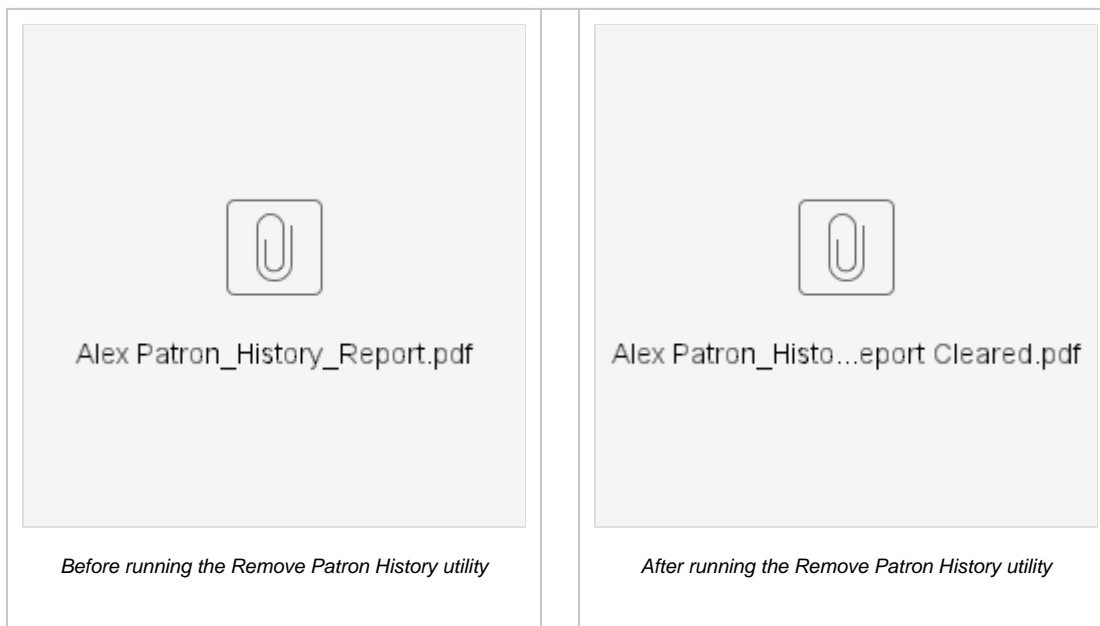 Alex Patron_History_Report.pdf
Alex Patron_Histo...eport Cleared.pdf
Before running the Remove Patron History utility
After running the Remove Patron History utility